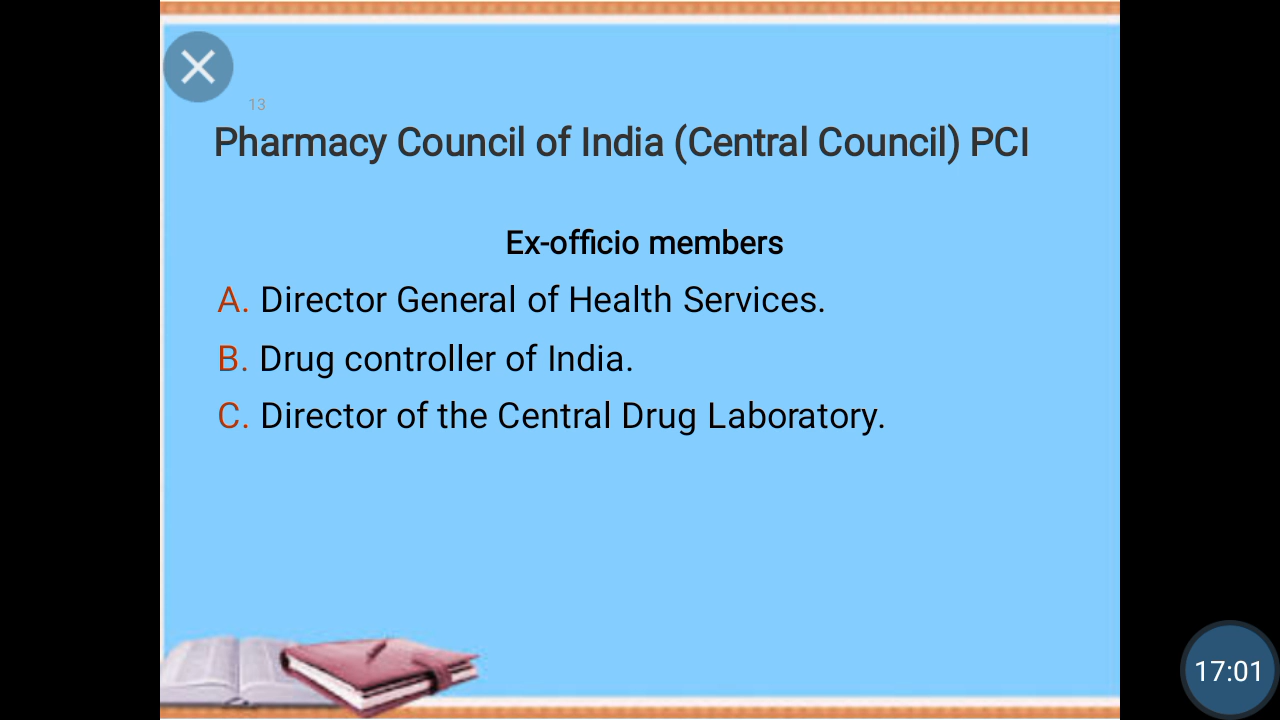 13
Pharmacy Council of India (Central Council) PCI
Ex-officio members
A. Director General of Health Services.
B. Drug controller of India.
C. Director of the Central Drug Laboratory.
17:01